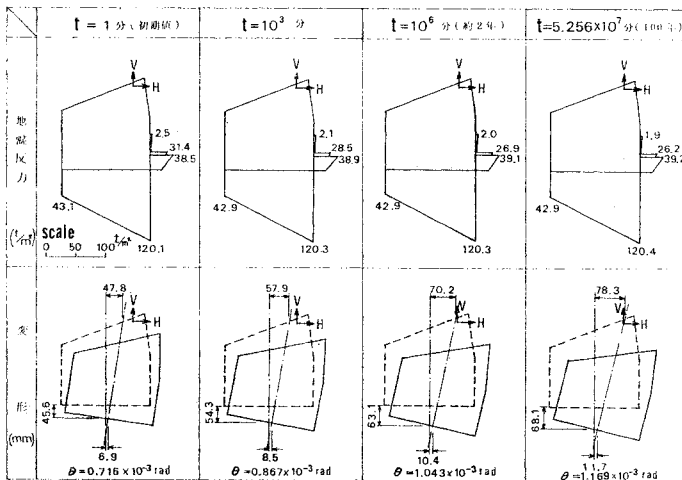 t = 1 分 (初期値)
t=10³ 分
t=10⁶ 分 (約2年)
t=5.256×10⁷ 分 (100年)
地盤反力
(t/m²)
V
H
2.5
31.4
38.5
43.1
120.1
scale
t/m²
0 50 100
V
H
2.1
28.5
38.9
42.9
120.3
V
H
2.0
26.9
39.1
42.9
120.3
V
H
1.9
26.2
39.2
42.9
120.4
変形
(mm)
47.8
V
H
45.6
6.9
θ=0.716×10⁻³ rad
57.9
V
H
54.3
8.5
θ=0.867×10⁻³ rad
70.2
V
H
63.1
10.4
θ=1.043×10⁻³ rad
78.3
V
H
68.1
11.7
θ=1.169×10⁻³ rad